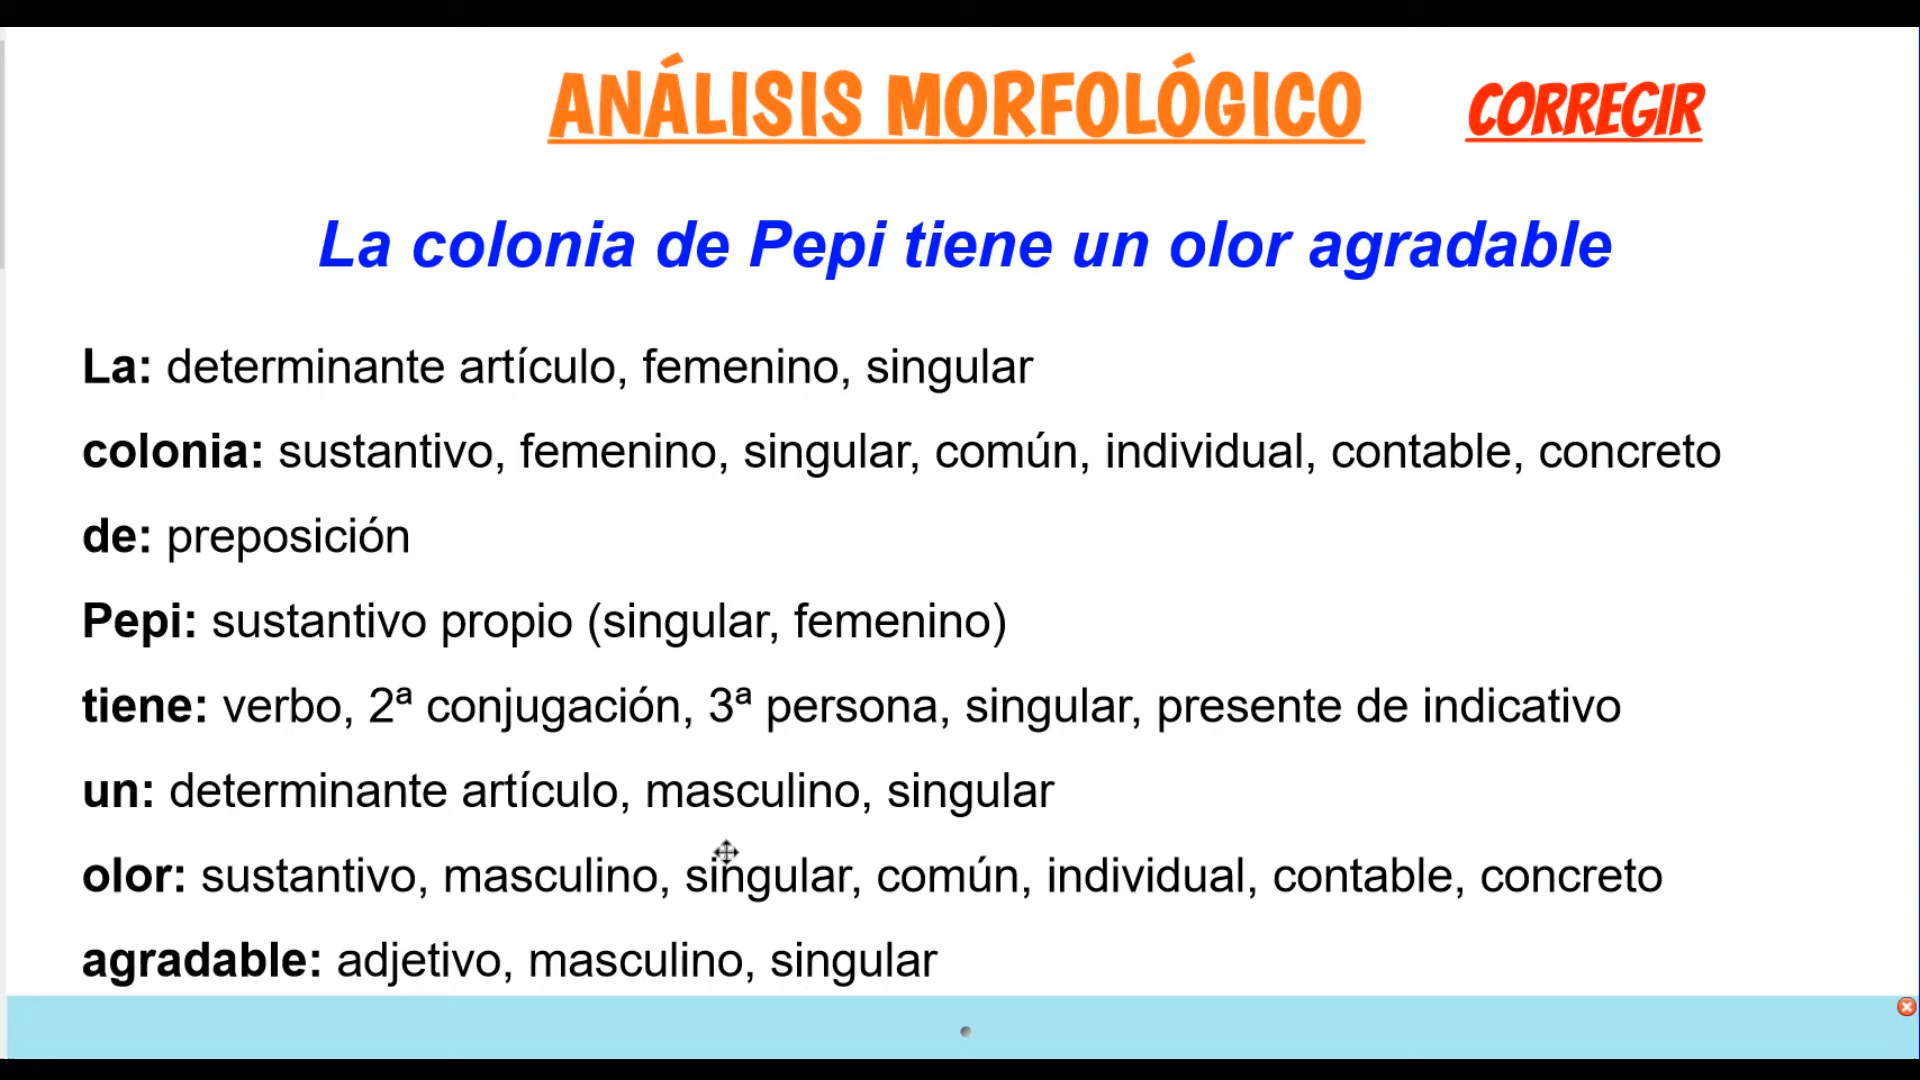 ANÁLISIS MORFOLÓGICO CORREGIR
La colonia de Pepi tiene un olor agradable
La: determinante artículo, femenino, singular
colonia: sustantivo, femenino, singular, común, individual, contable, concreto
de: preposición
Pepi: sustantivo propio (singular, femenino)
tiene: verbo, 2ª conjugación, 3ª persona, singular, presente de indicativo
un: determinante artículo, masculino, singular
olor: sustantivo, masculino, singular, común, individual, contable, concreto
agradable: adjetivo, masculino, singular